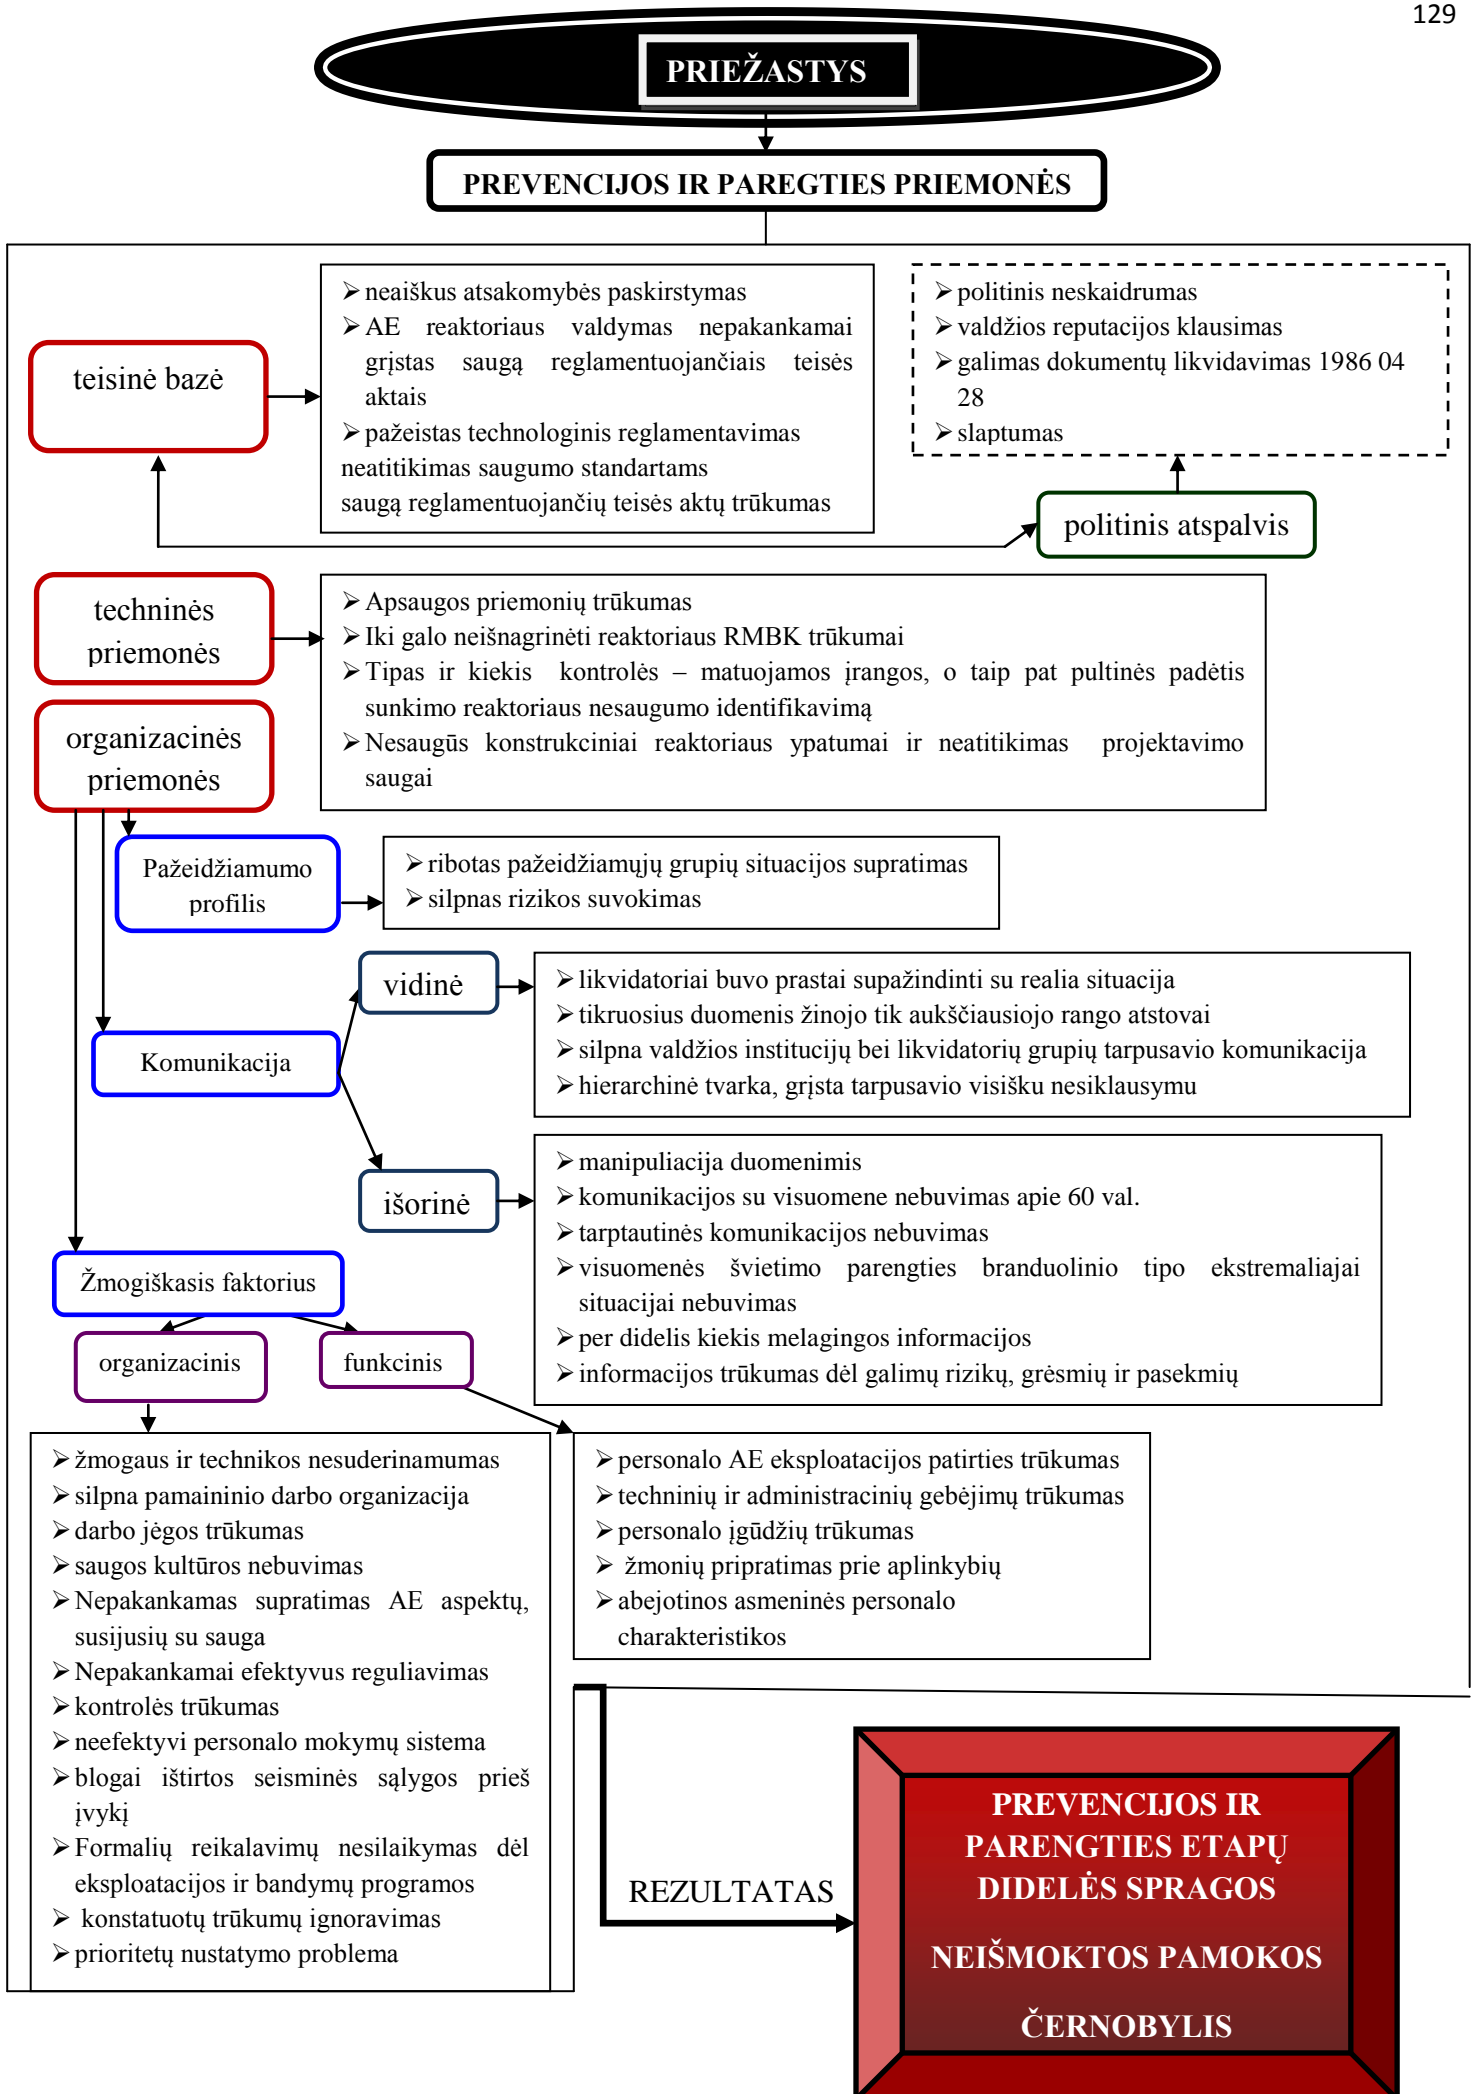 129
PRIEŽASTYS
PREVENCIJOS IR PAREGTIES PRIEMONĖS
teisinė bazė
neaiškus atsakomybės paskirstymas
AE reaktoriaus valdymas nepakankamai
grįstas saugą reglamentuojančiais teisės
aktais
pažeistas technologinis reglamentavimas
neatitikimas saugumo standartams
saugą reglamentuojančių teisės aktų trūkumas
politinis neskaidrumas
valdžios reputacijos klausimas
galimas dokumentų likvidavimas 1986 04
28
slaptumas
politinis atspalvis
techninės
priemonės
Apsaugos priemonių trūkumas
Iki galo neišnagrinėti reaktoriaus RMBK trūkumai
Tipas ir kiekis kontrolės – matuojamos įrangos, o taip pat pultinės padėtis
sunkimo reaktoriaus nesaugumo identifikavimą
Nesaugūs konstrukciniai reaktoriaus ypatumai ir neatitikimas projektavimo
saugai
organizacinės
priemonės
Pažeidžiamumo
profilis
ribotas pažeidžiamųjų grupių situacijos supratimas
silpnas rizikos suvokimas
Komunikacija
vidinė
likvidatoriai buvo prastai supažindinti su realia situacija
tikruosius duomenis žinojo tik aukščiausiojo rango atstovai
silpna valdžios institucijų bei likvidatorių grupių tarpusavio komunikacija
hierarchinė tvarka, grįsta tarpusavio visišku nesiklausymu
išorinė
manipuliacija duomenimis
komunikacijos su visuomene nebuvimas apie 60 val.
tarptautinės komunikacijos nebuvimas
visuomenės švietimo parengties branduolinio tipo ekstremaliajai
situacijai nebuvimas
per didelis kiekis melagingos informacijos
informacijos trūkumas dėl galimų rizikų, grėsmių ir pasekmių
Žmogiškasis faktorius
organizacinis
funkcinis
žmogaus ir technikos nesuderinamumas
silpna pamaininio darbo organizacija
darbo jėgos trūkumas
saugos kultūros nebuvimas
Nepakankamas supratimas AE aspektų,
susijusių su sauga
Nepakankamai efektyvus reguliavimas
kontrolės trūkumas
neefektyvi personalo mokymų sistema
blogai ištirtos seisminės sąlygos prieš
įvykį
Formalių reikalavimų nesilaikymas dėl
eksploatacijos ir bandymų programos
konstatuotų trūkumų ignoravimas
prioritetų nustatymo problema
personalo AE eksploatacijos patirties trūkumas
techninių ir administracinių gebėjimų trūkumas
personalo įgūdžių trūkumas
žmonių pripratimas prie aplinkybių
abejotinos asmeninės personalo
charakteristikos
REZULTATAS
PREVENCIJOS IR
PARENGTIES ETAPŲ
DIDELĖS SPRAGOS
NEIŠMOKTOS PAMOKOS
ČERNOBYLIS